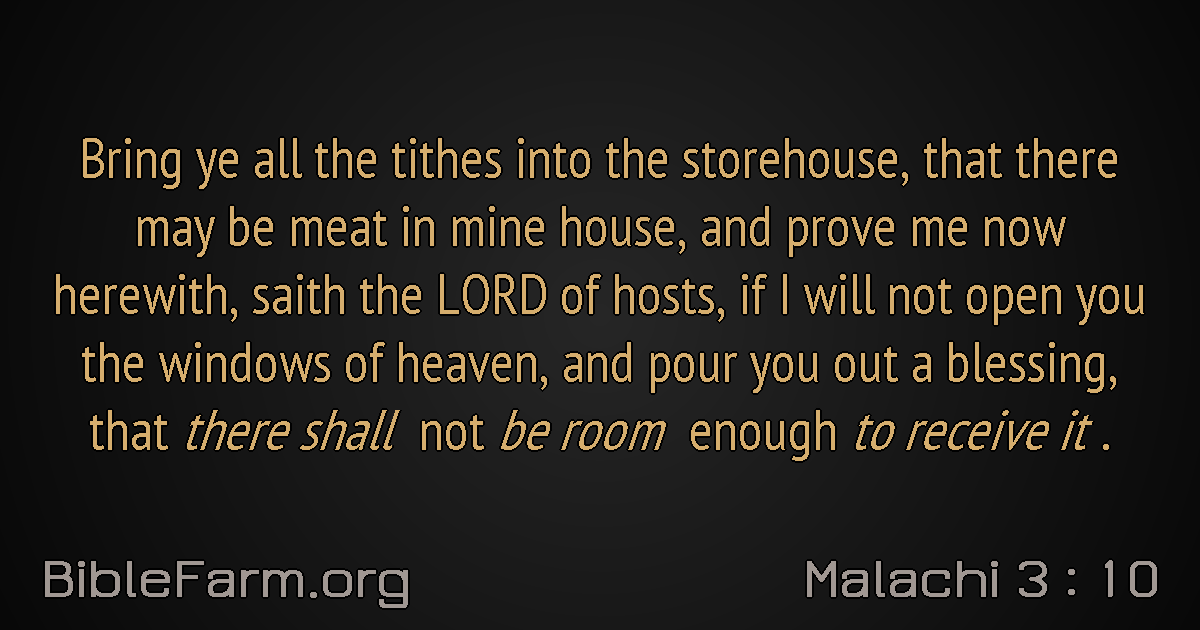 Bring ye all the tithes into the storehouse, that there
may be meat in mine house, and prove me now
herewith, saith the LORD of hosts, if I will not open you
the windows of heaven, and pour you out a blessing,
that there shall not be room enough to receive it .
BibleFarm.org
Malachi 3 : 10